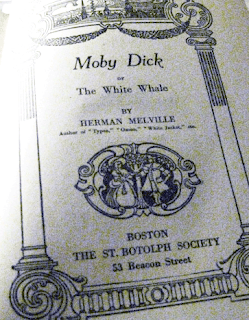 Moby Dick
or
The White Whale
BY
HERMAN MELVILLE
Author of "Typee," "Omoo," "White Jacket," etc.
BOSTON
THE ST. BOTOLPH SOCIETY
53 Beacon Street